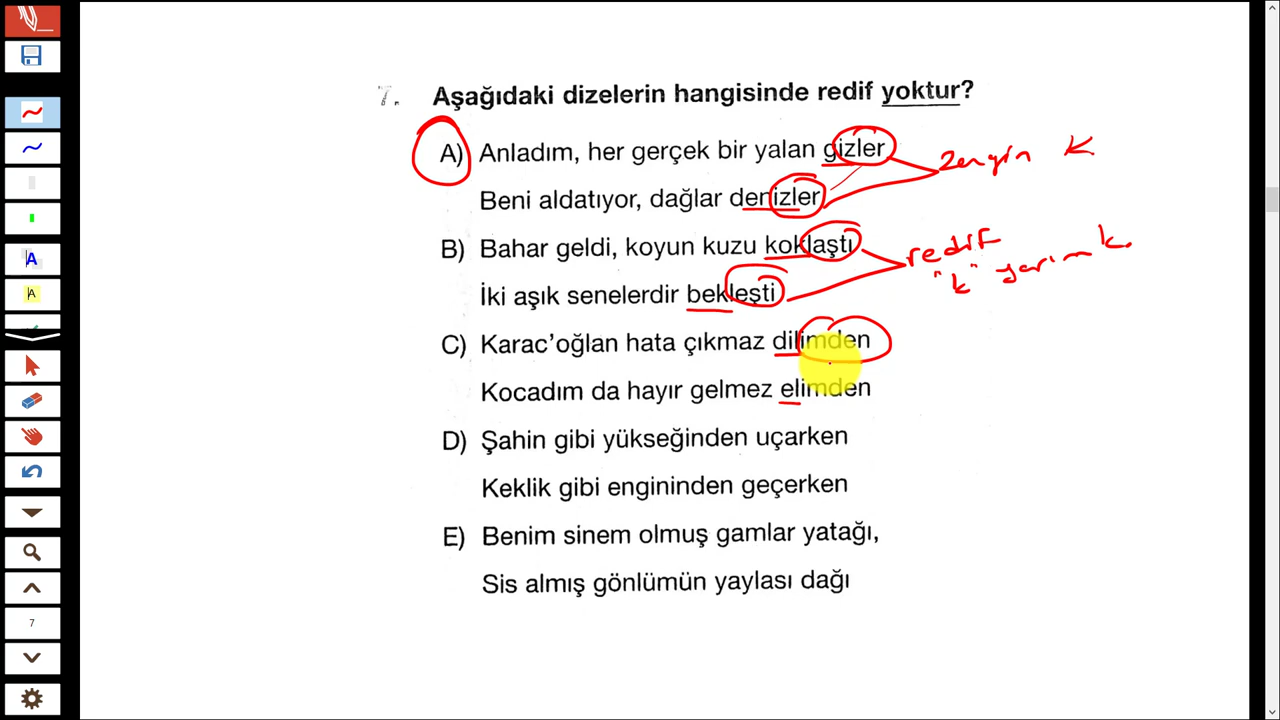 7. Aşağıdaki dizelerin hangisinde redif yoktur?
A) Anladım, her gerçek bir yalan gizler
Zengin K
Beni aldatıyor, dağlar denizler
B) Bahar geldi, koyun kuzu koklaştı
redif
"k" yarım k.
İki aşık senelerdir bekleşti
C) Karac'oğlan hata çıkmaz dilimden
Kocadım da hayır gelmez elimden
D) Şahin gibi yükseğinden uçarken
Keklik gibi engininden geçerken
E) Benim sinem olmuş gamlar yatağı,
Sis almış gönlümün yaylası dağı
A
A
7